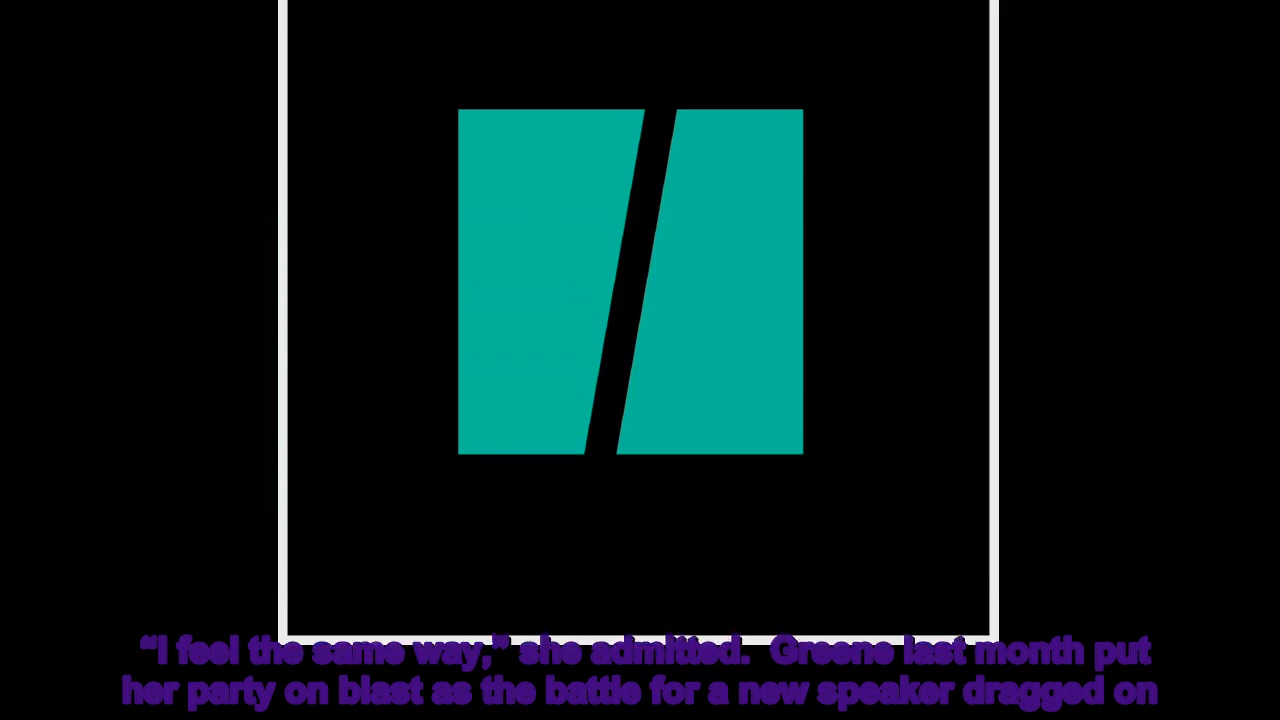 “I feel the same way,” she admitted.  Greene last month put
her party on blast as the battle for a new speaker dragged on